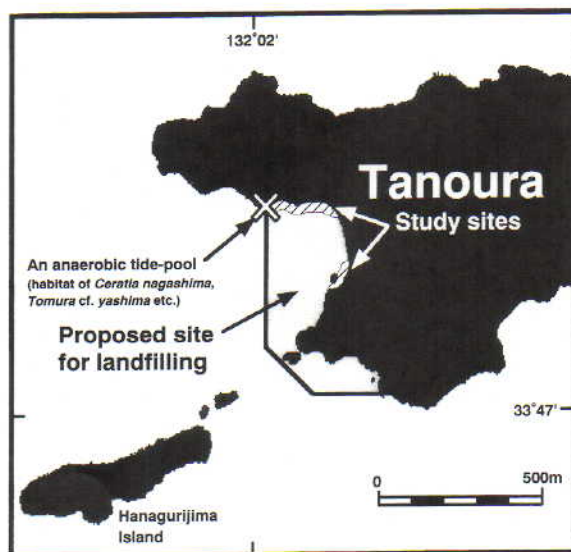 132°02'
Tanoura
Study sites
An anaerobic tide-pool
(habitat of Ceratia nagashima,
Tomura cf. yashima etc.)
Proposed site
for landfilling
33°47'
0 500m
Hanagurijima
Island